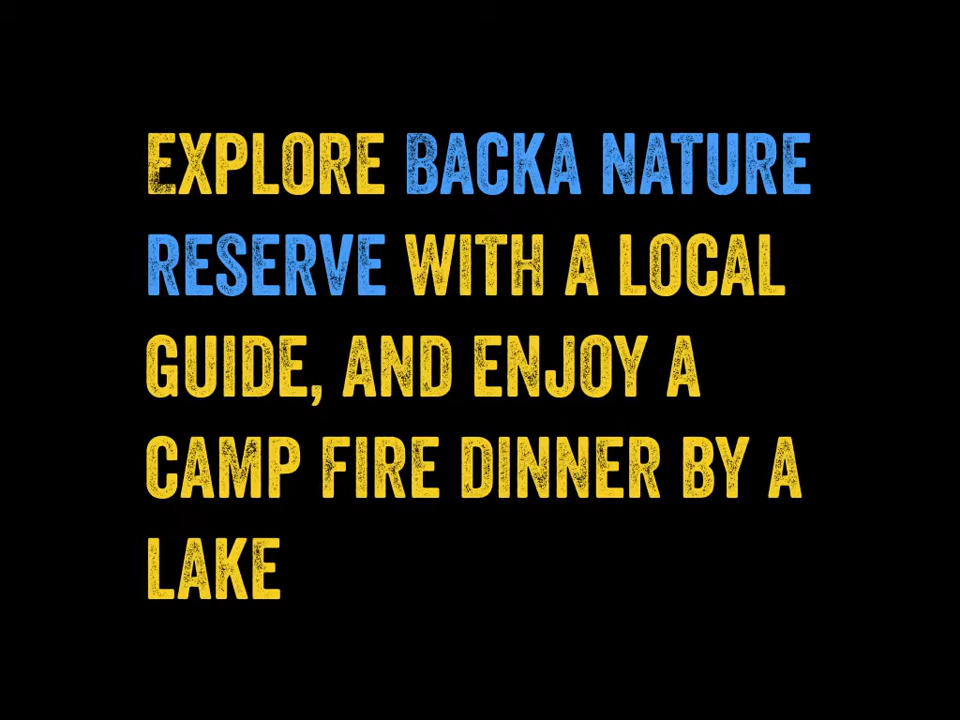 EXPLORE BACKA NATURE
RESERVE WITH A LOCAL
GUIDE, AND ENJOY A
CAMP FIRE DINNER BY A
LAKE